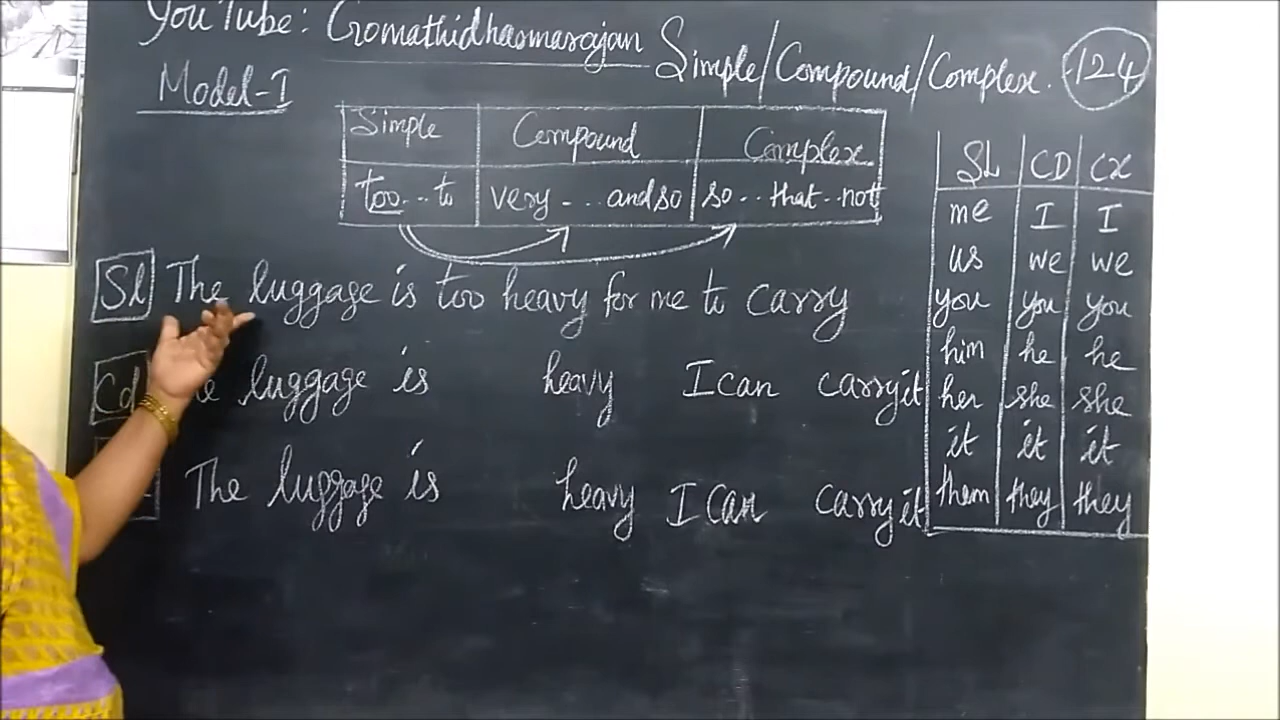 YouTube: Gomathidharmarajan Simple/Compound/Complex. 124
Model-I
Simple Compound Complex
too...to very ... and so so...that..not
SL CD CX
me I I
us we we
you you you
him he he
her she she
it it it
them they they
Sl The luggage is too heavy for me to carry
Cd luggage is heavy I can carry it
The luggage is heavy I can carry it